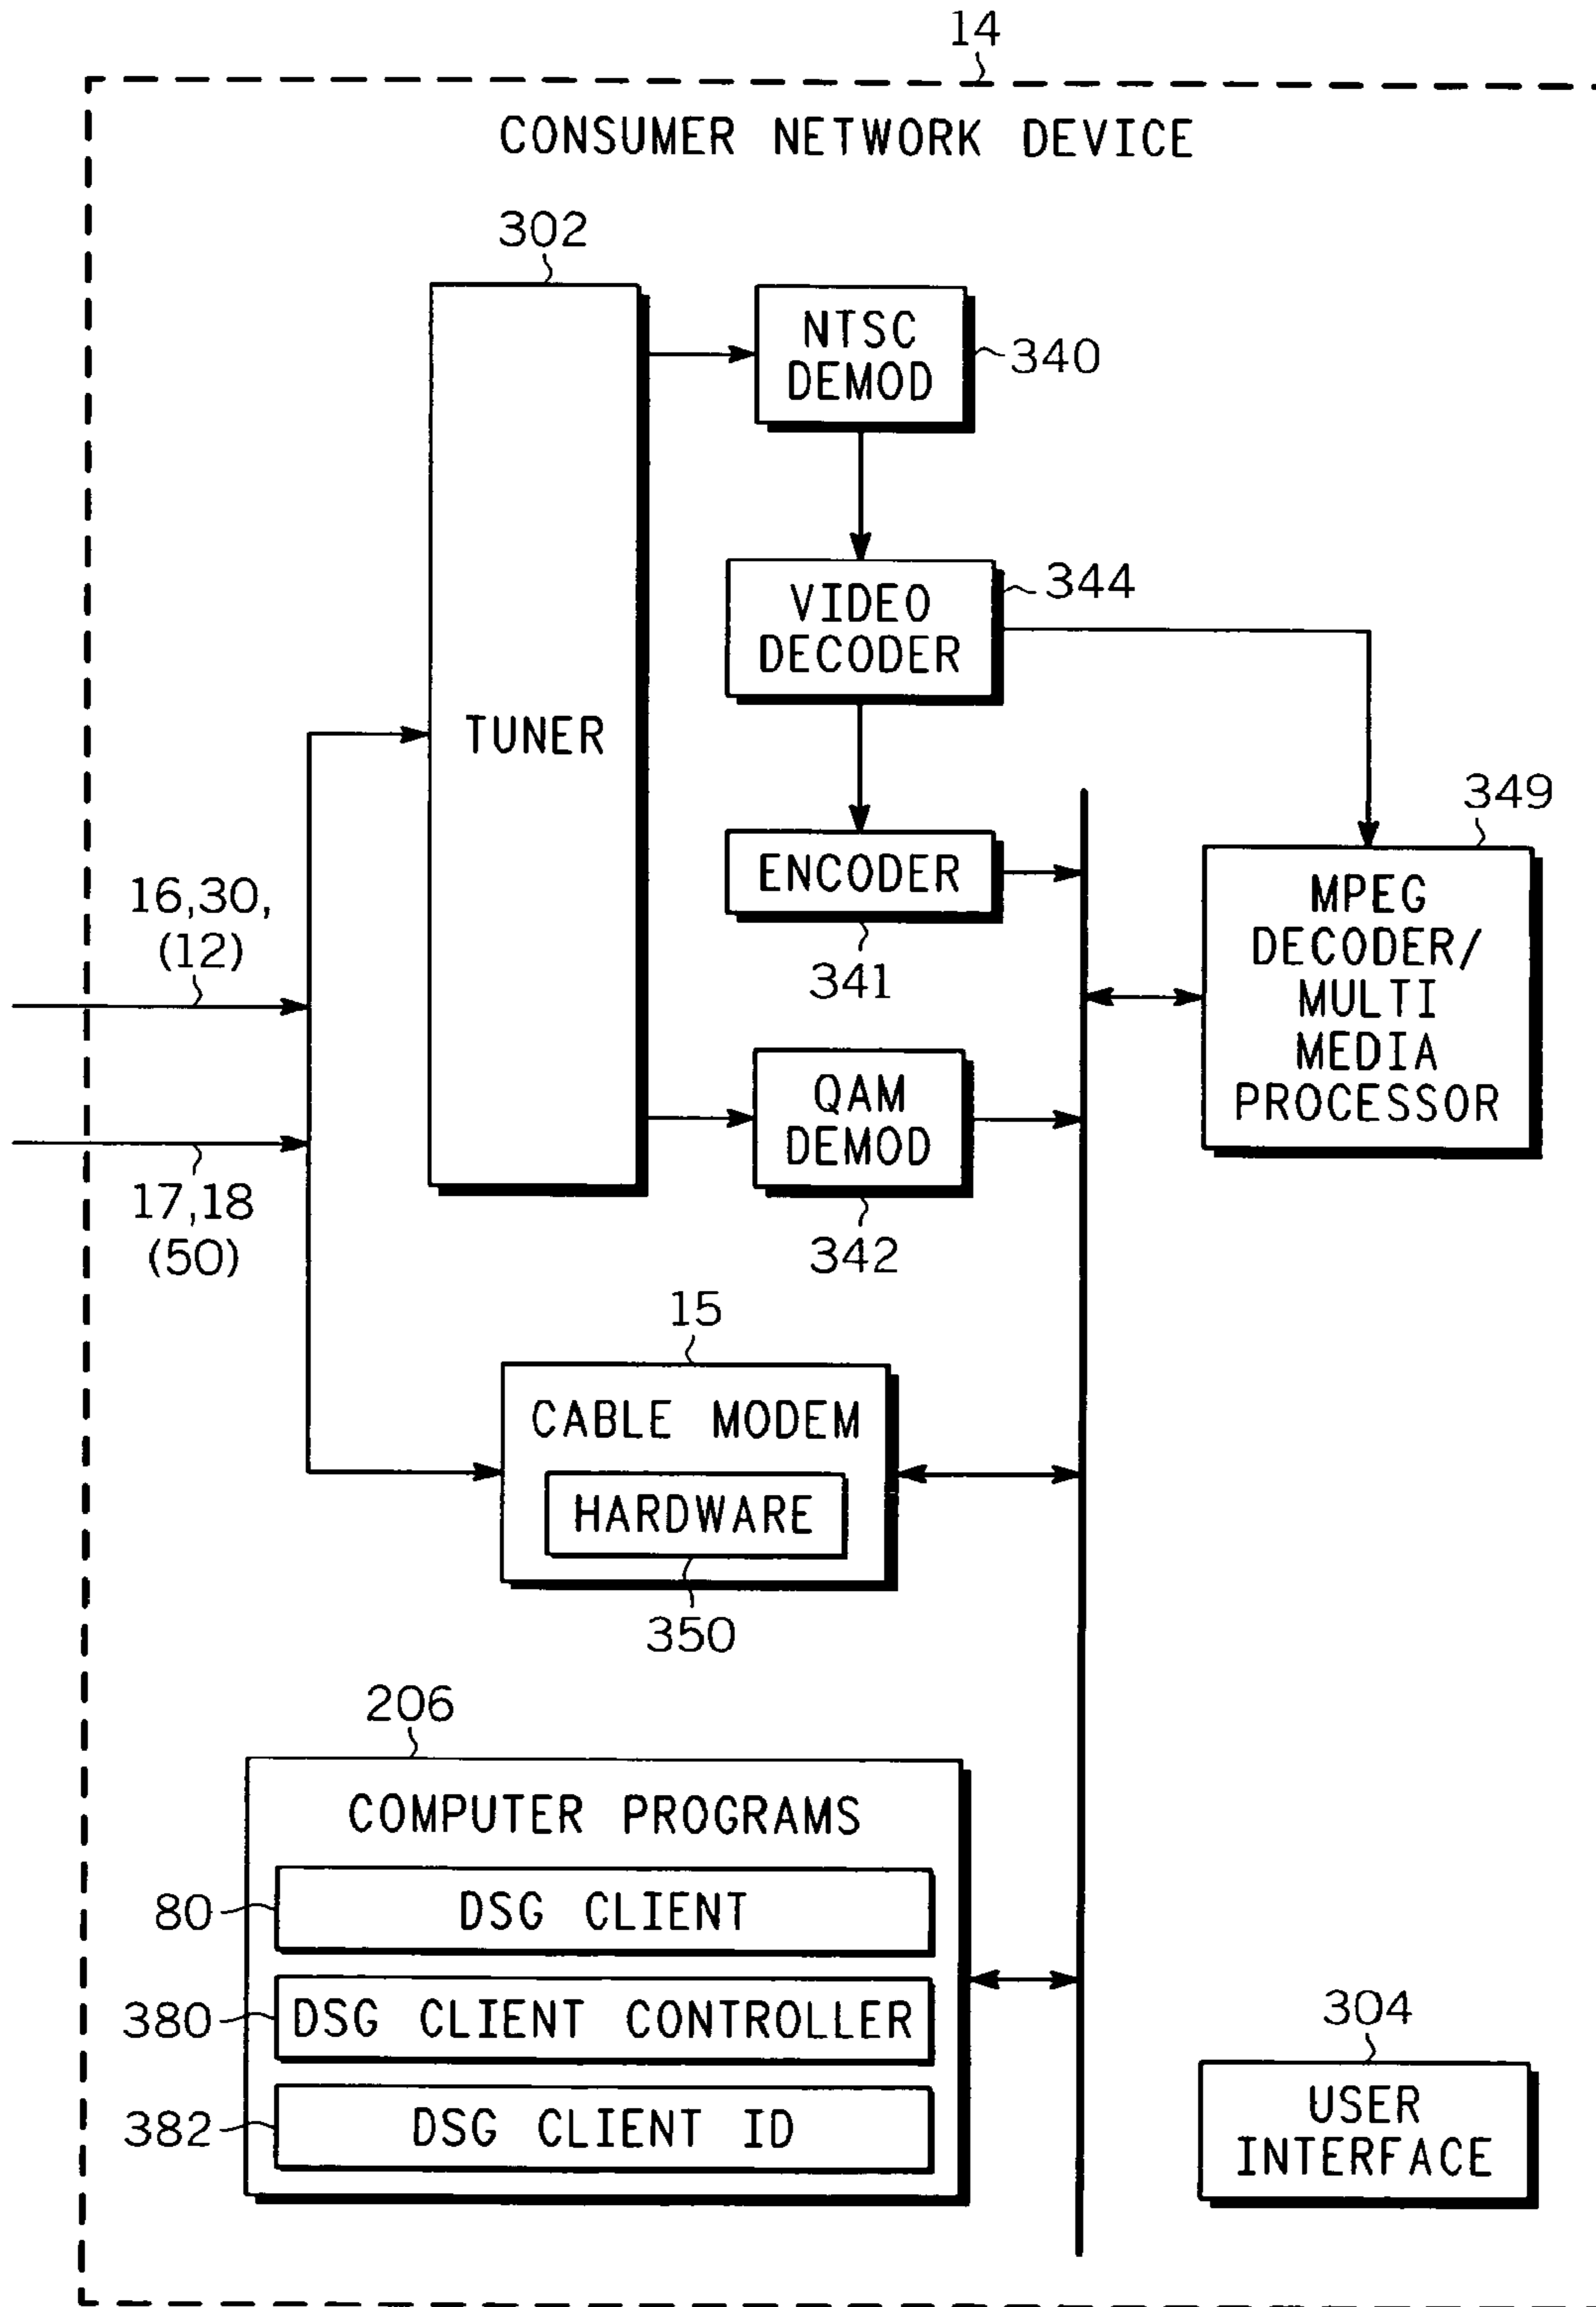 14
CONSUMER NETWORK DEVICE
302
NTSC
DEMOD
340
VIDEO
DECODER
344
TUNER
349
ENCODER
341
MPEG
DECODER/
MULTI
MEDIA
PROCESSOR
16,30,
(12)
QAM
DEMOD
342
17,18
(50)
15
CABLE MODEM
HARDWARE
350
206
COMPUTER PROGRAMS
80
DSG CLIENT
380
DSG CLIENT CONTROLLER
382
DSG CLIENT ID
304
USER
INTERFACE